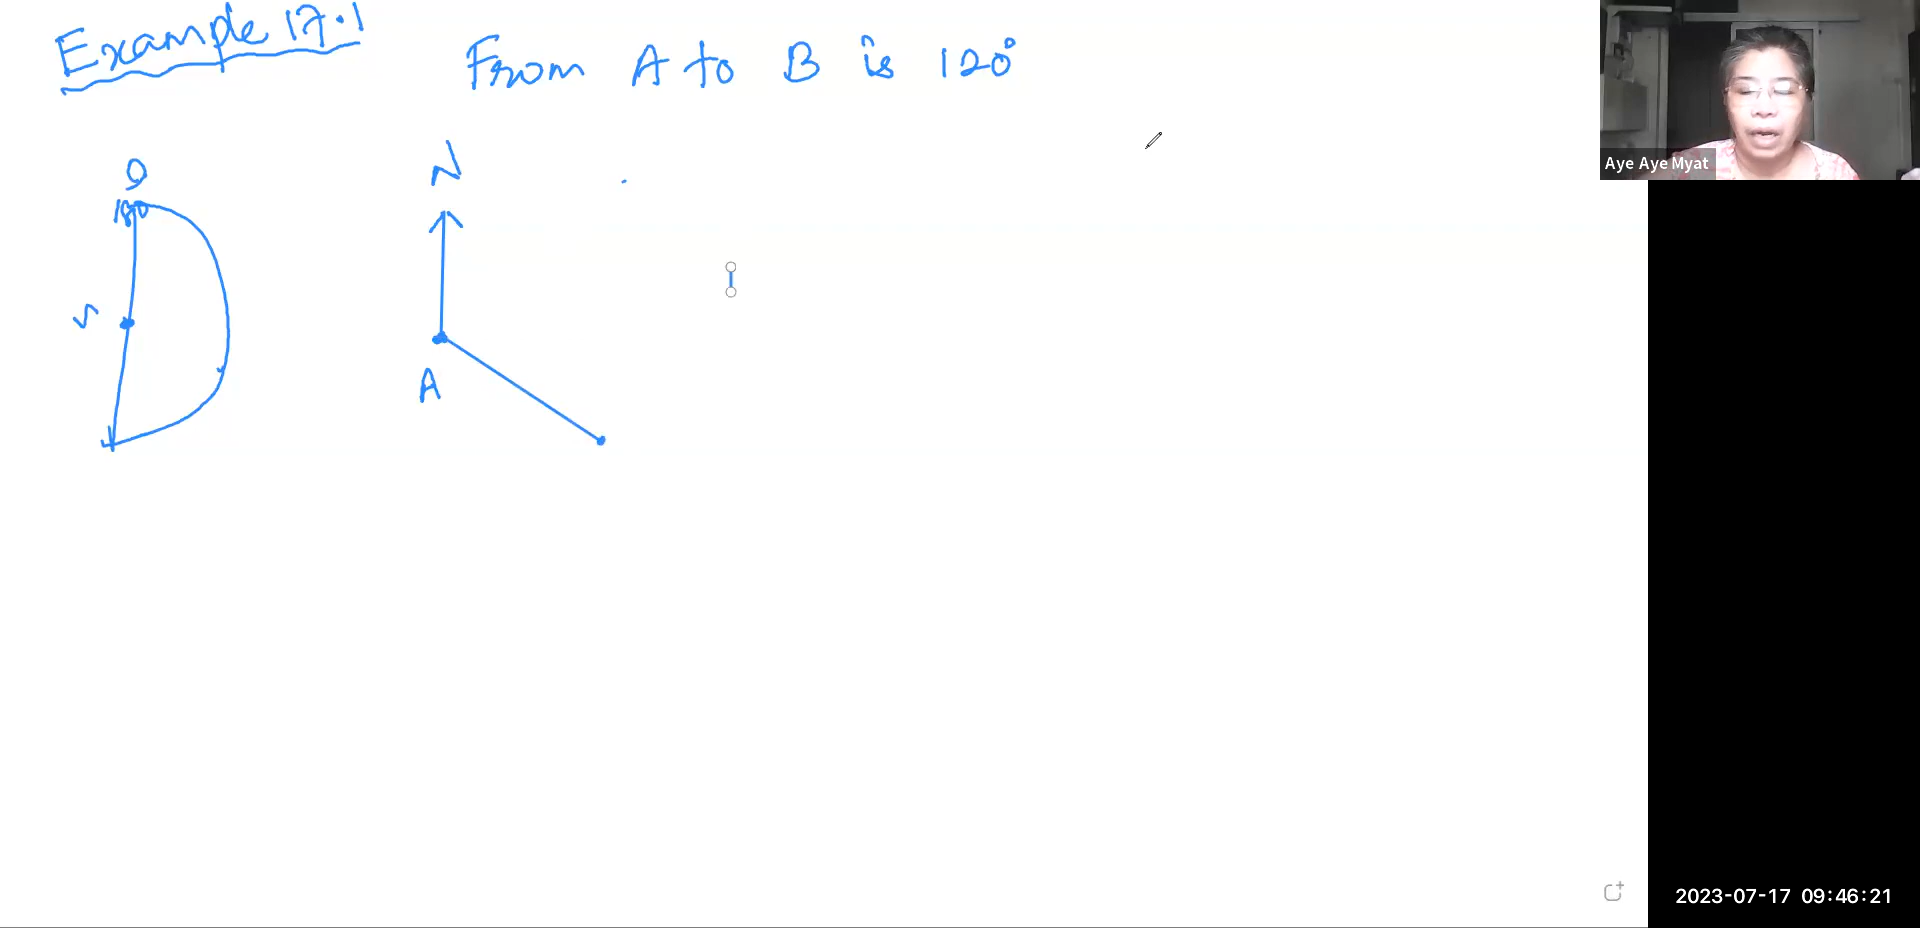 Example 17.1
From A to B is 120°
0
180
N
A
Aye Aye Myat
2023-07-17 09:46:21